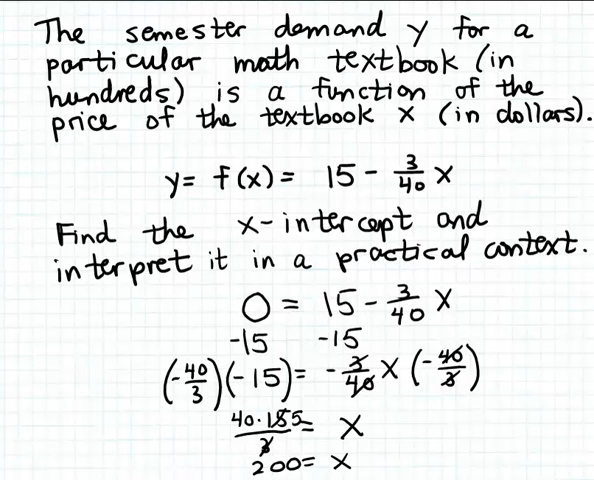 The semester demand y for a
particular math textbook (in
hundreds) is a function of the
price of the textbook x (in dollars).
y = f(x) = 15 - 3/40 x
Find the x-intercept and
interpret it in a practical context.
0 = 15 - 3/40 x
-15 -15
(-40/3)(-15) = -3/40 x (-40/3)
40·15 5/3 = x
200 = x